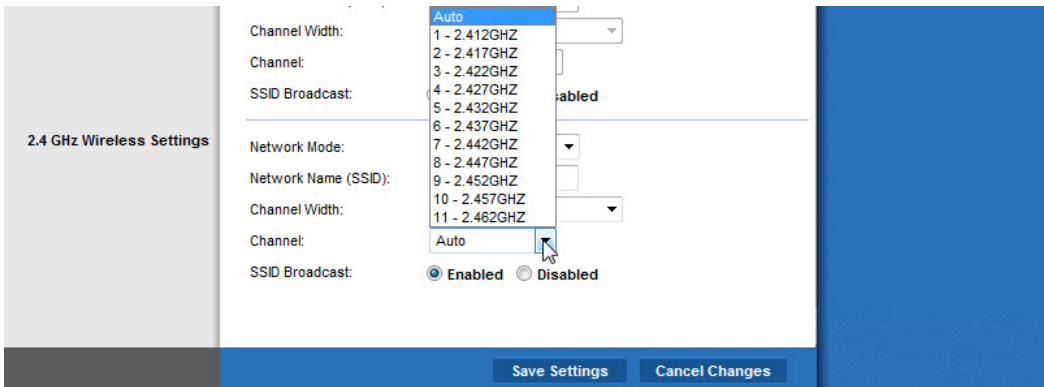 Auto
Channel Width:
1 - 2.412GHZ
2 - 2.417GHZ
Channel:
3 - 2.422GHZ
4 - 2.427GHZ
SSID Broadcast:
5 - 2.432GHZ
6 - 2.437GHZ
2.4 GHz Wireless Settings
Network Mode:
7 - 2.442GHZ
8 - 2.447GHZ
Network Name (SSID):
9 - 2.452GHZ
10 - 2.457GHZ
Channel Width:
11 - 2.462GHZ
Channel: Auto
SSID Broadcast: Enabled Disabled
Save Settings Cancel Changes